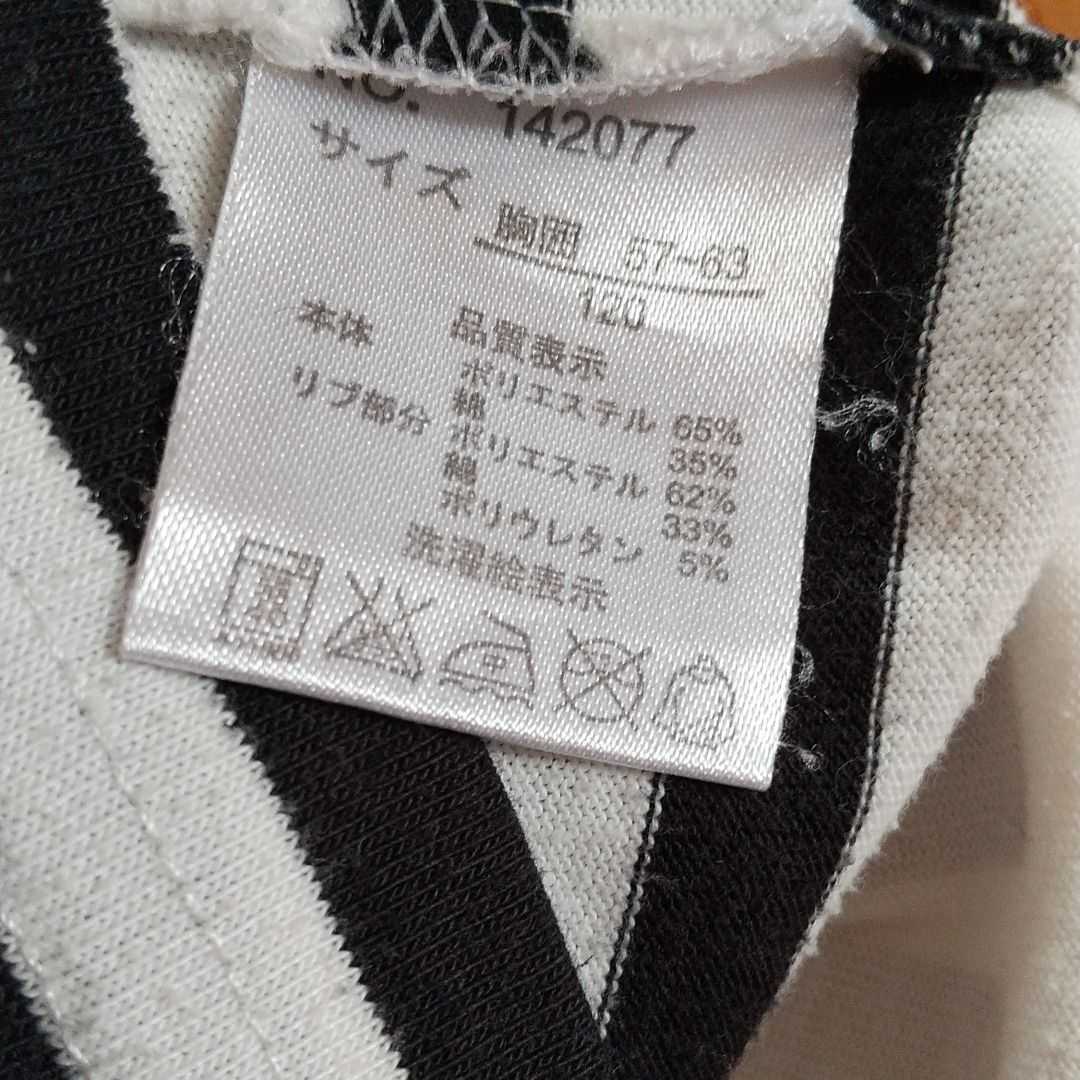 No. 142077
サイズ 胸囲 57~63
120
品質表示
本体 ポリエステル 65%
綿 35%
リブ部分 ポリエステル 62%
綿 33%
ポリウレタン 5%
洗濯絵表示
中